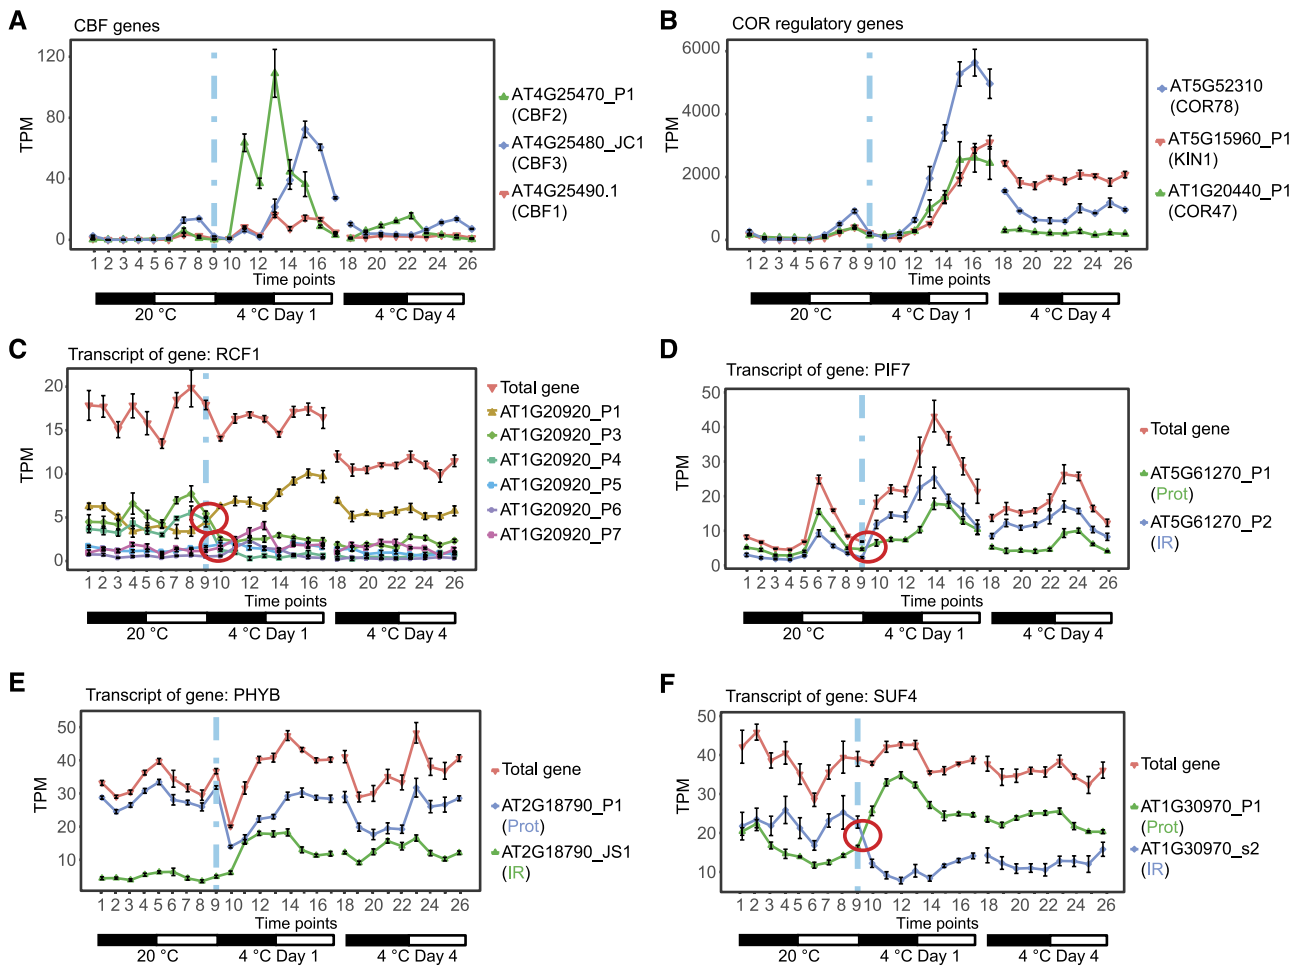 A
CBF genes
TPM
120
80
40
0
1 2 3 4 5 6 7 8 9 10 12 14 16 18 20 22 24 26
Time points
20 °C
4 °C Day 1
4 °C Day 4
AT4G25470_P1
(CBF2)
AT4G25480_JC1
(CBF3)
AT4G25490.1
(CBF1)
B
COR regulatory genes
TPM
6000
4000
2000
0
1 2 3 4 5 6 7 8 9 10 12 14 16 18 20 22 24 26
Time points
20 °C
4 °C Day 1
4 °C Day 4
AT5G52310
(COR78)
AT5G15960_P1
(KIN1)
AT1G20440_P1
(COR47)
C
Transcript of gene: RCF1
TPM
20
15
10
5
0
1 2 3 4 5 6 7 8 9 10 12 14 16 18 20 22 24 26
Time points
20 °C
4 °C Day 1
4 °C Day 4
Total gene
AT1G20920_P1
AT1G20920_P3
AT1G20920_P4
AT1G20920_P5
AT1G20920_P6
AT1G20920_P7
D
Transcript of gene: PIF7
TPM
50
40
30
20
10
0
1 2 3 4 5 6 7 8 9 10 12 14 16 18 20 22 24 26
Time points
20 °C
4 °C Day 1
4 °C Day 4
Total gene
AT5G61270_P1
(Prot)
AT5G61270_P2
(IR)
E
Transcript of gene: PHYB
TPM
50
40
30
20
10
1 2 3 4 5 6 7 8 9 10 12 14 16 18 20 22 24 26
Time points
20 °C
4 °C Day 1
4 °C Day 4
Total gene
AT2G18790_P1
(Prot)
AT2G18790_JS1
(IR)
F
Transcript of gene: SUF4
TPM
50
40
30
20
10
1 2 3 4 5 6 7 8 9 10 12 14 16 18 20 22 24 26
Time points
20 °C
4 °C Day 1
4 °C Day 4
Total gene
AT1G30970_P1
(Prot)
AT1G30970_s2
(IR)